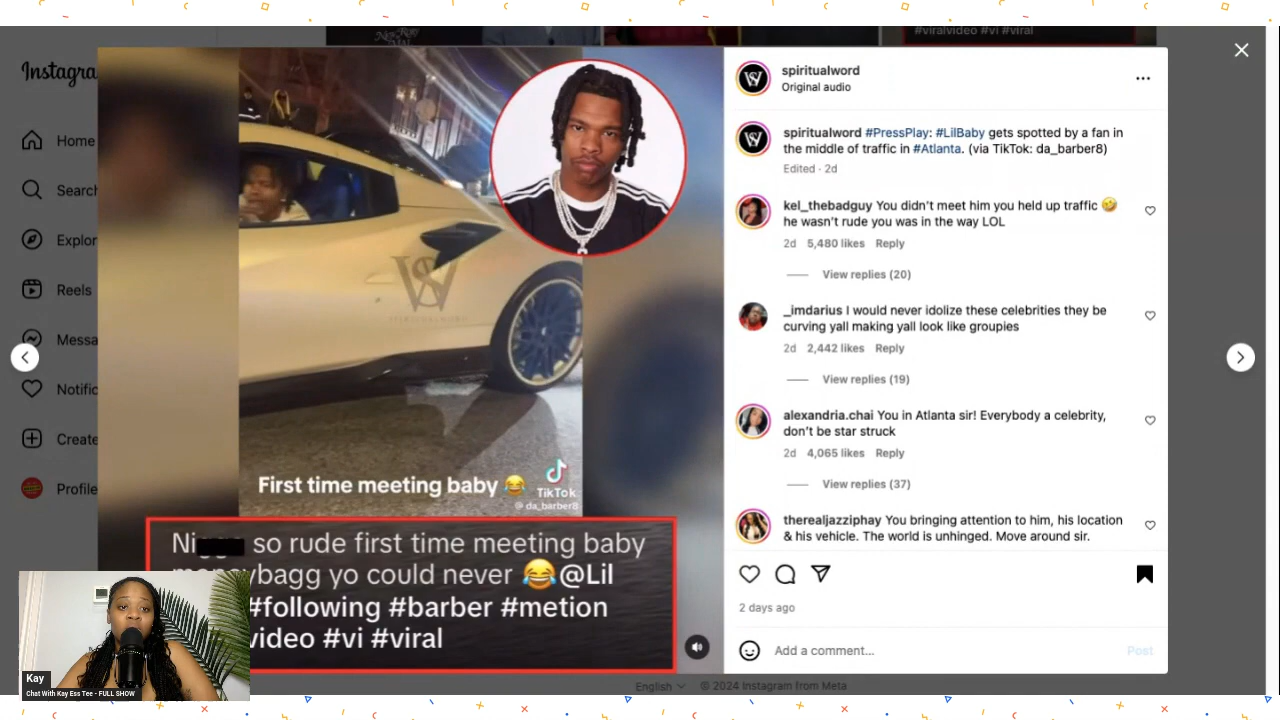 #viralvideo #vi #viral
Instagra
Home
Search
Explor
Reels
Messa
Notific
Create
Profile
WS
First time meeting baby 😂
TikTok
@ da_barber8
so rude first time meeting baby
bagg yo could never 😂@Lil
#following #barber #metion
video #vi #viral
Kay
Chat With Kay Ess Tee - FULL SHOW
spiritualword
Original audio
spiritualword #PressPlay: #LilBaby gets spotted by a fan in
the middle of traffic in #Atlanta. (via TikTok: da_barber8)
Edited · 2d
kel_thebadguy You didn't meet him you held up traffic 🤣
he wasn't rude you was in the way LOL
2d 5,480 likes Reply
View replies (20)
_imdarius I would never idolize these celebrities they be
curving yall making yall look like groupies
2d 2,442 likes Reply
View replies (19)
alexandria.chai You in Atlanta sir! Everybody a celebrity,
don't be star struck
2d 4,065 likes Reply
View replies (37)
therealjazziphay You bringing attention to him, his location
& his vehicle. The world is unhinged. Move around sir.
2 days ago
Add a comment...
Post
English
© 2024 Instagram from Meta